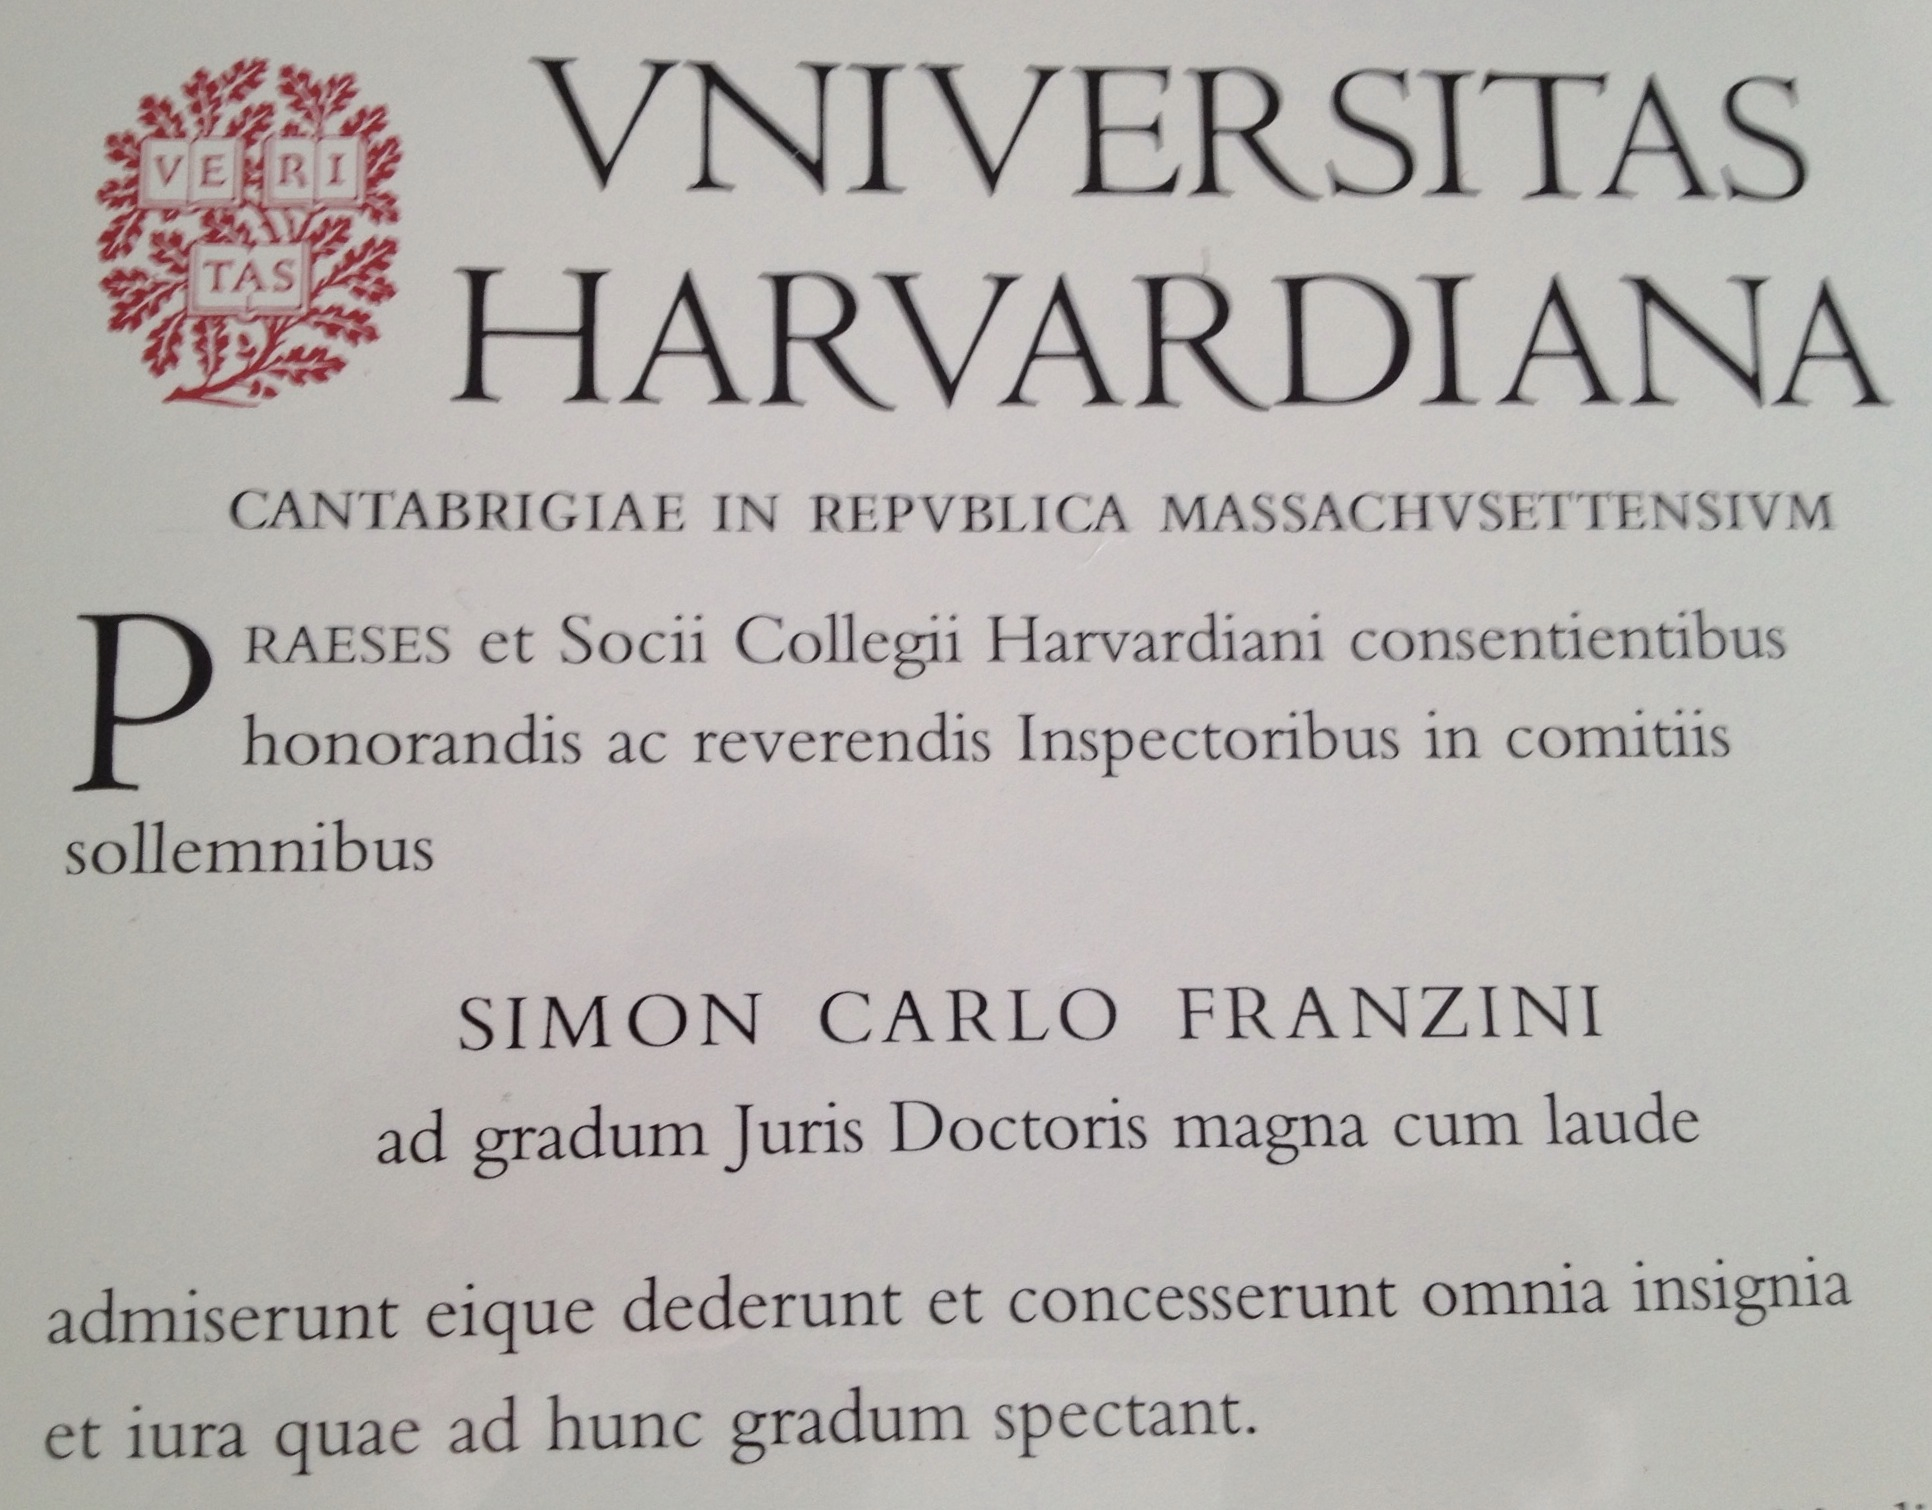 VE RI
TAS
VNIVERSITAS
HARVARDIANA
CANTABRIGIAE IN REPVBLICA MASSACHVSETTENSIVM
PRAESES et Socii Collegii Harvardiani consentientibus
honorandis ac reverendis Inspectoribus in comitiis
sollemnibus
SIMON CARLO FRANZINI
ad gradum Juris Doctoris magna cum laude
admiserunt eique dederunt et concesserunt omnia insignia
et iura quae ad hunc gradum spectant.